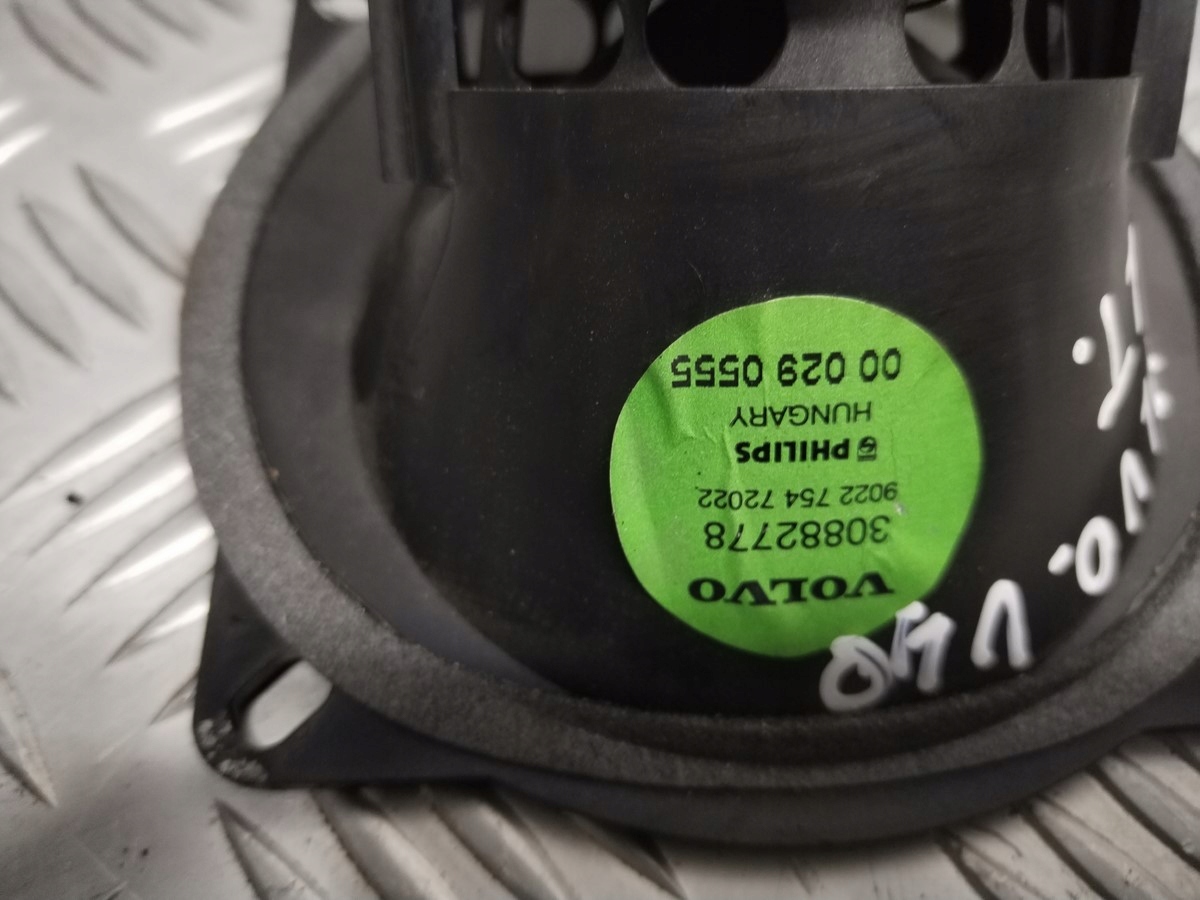 VOLVO
30882778
9022 754 72022
PHILIPS
HUNGARY
00 029 0555
V40